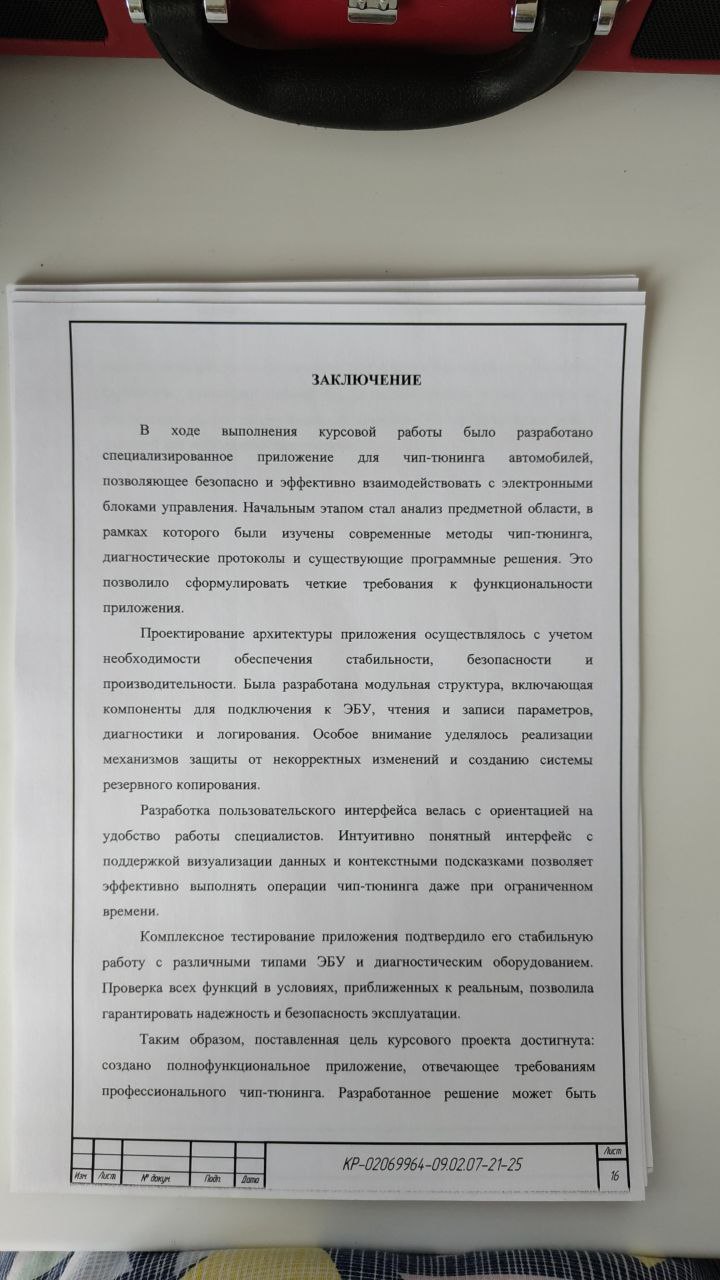 ЗАКЛЮЧЕНИЕ
В ходе выполнения курсовой работы было разработано
специализированное приложение для чип-тюнинга автомобилей,
позволяющее безопасно и эффективно взаимодействовать с электронными
блоками управления. Начальным этапом стал анализ предметной области, в
рамках которого были изучены современные методы чип-тюнинга,
диагностические протоколы и существующие программные решения. Это
позволило сформулировать четкие требования к функциональности
приложения.
Проектирование архитектуры приложения осуществлялось с учетом
необходимости обеспечения стабильности, безопасности и
производительности. Была разработана модульная структура, включающая
компоненты для подключения к ЭБУ, чтения и записи параметров,
диагностики и логирования. Особое внимание уделялось реализации
механизмов защиты от некорректных изменений и созданию системы
резервного копирования.
Разработка пользовательского интерфейса велась с ориентацией на
удобство работы специалистов. Интуитивно понятный интерфейс с
поддержкой визуализации данных и контекстными подсказками позволяет
эффективно выполнять операции чип-тюнинга даже при ограниченном
времени.
Комплексное тестирование приложения подтвердило его стабильную
работу с различными типами ЭБУ и диагностическим оборудованием.
Проверка всех функций в условиях, приближенных к реальным, позволила
гарантировать надежность и безопасность эксплуатации.
Таким образом, поставленная цель курсового проекта достигнута:
создано полнофункциональное приложение, отвечающее требованиям
профессионального чип-тюнинга. Разработанное решение может быть
Изм. Лист № докум. Подп. Дата
КР-02069964-09.02.07-21-25
Лист
16